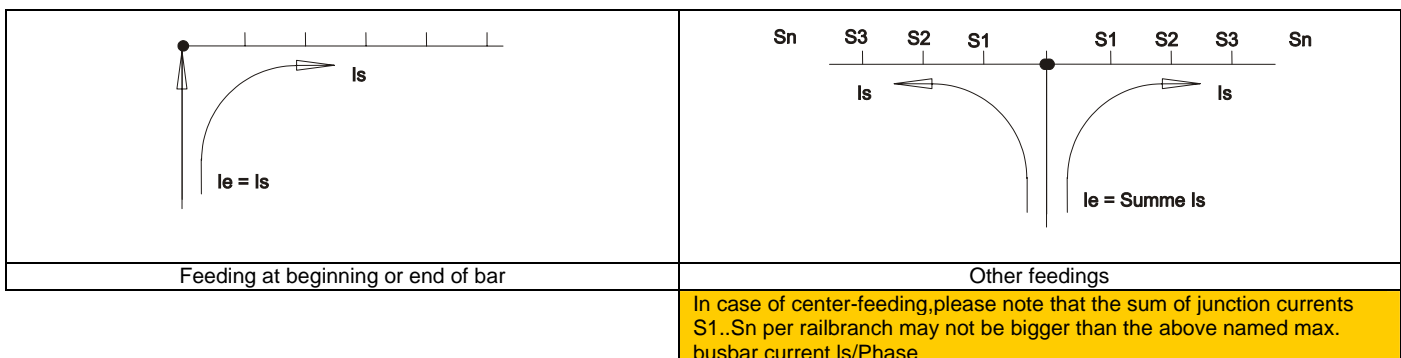 Is
Ie = Is
Sn S3 S2 S1 S1 S2 S3 Sn
Is Is
Ie = Summe Is
Feeding at beginning or end of bar
Other feedings
In case of center-feeding,please note that the sum of junction currents
S1..Sn per railbranch may not be bigger than the above named max.
busbar current Is/Phase